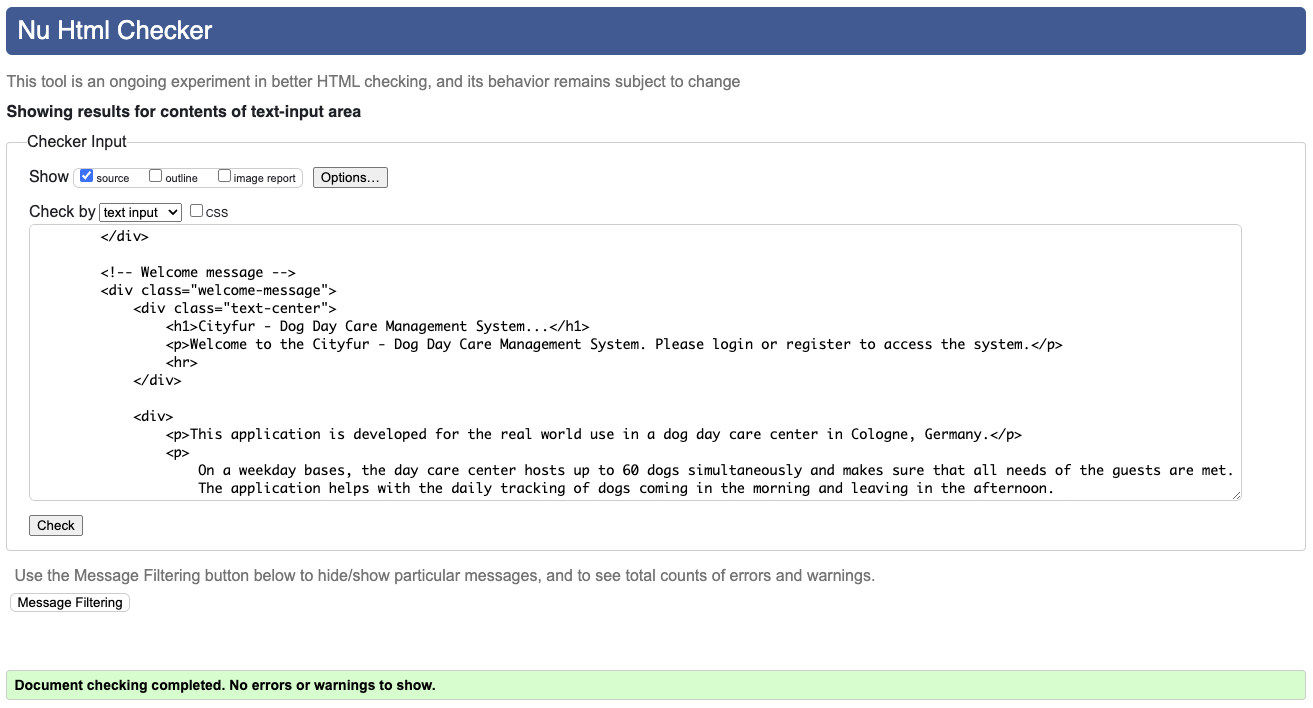 Nu Html Checker
This tool is an ongoing experiment in better HTML checking, and its behavior remains subject to change
Showing results for contents of text-input area
Checker Input
Show source outline image report Options...
Check by text input css
</div>
<!-- Welcome message -->
<div class="welcome-message">
<div class="text-center">
<h1>Cityfur - Dog Day Care Management System...</h1>
<p>Welcome to the Cityfur - Dog Day Care Management System. Please login or register to access the system.</p>
<hr>
</div>
<div>
<p>This application is developed for the real world use in a dog day care center in Cologne, Germany.</p>
<p>
On a weekday bases, the day care center hosts up to 60 dogs simultaneously and makes sure that all needs of the guests are met.
The application helps with the daily tracking of dogs coming in the morning and leaving in the afternoon.
Check
Use the Message Filtering button below to hide/show particular messages, and to see total counts of errors and warnings.
Message Filtering
Document checking completed. No errors or warnings to show.